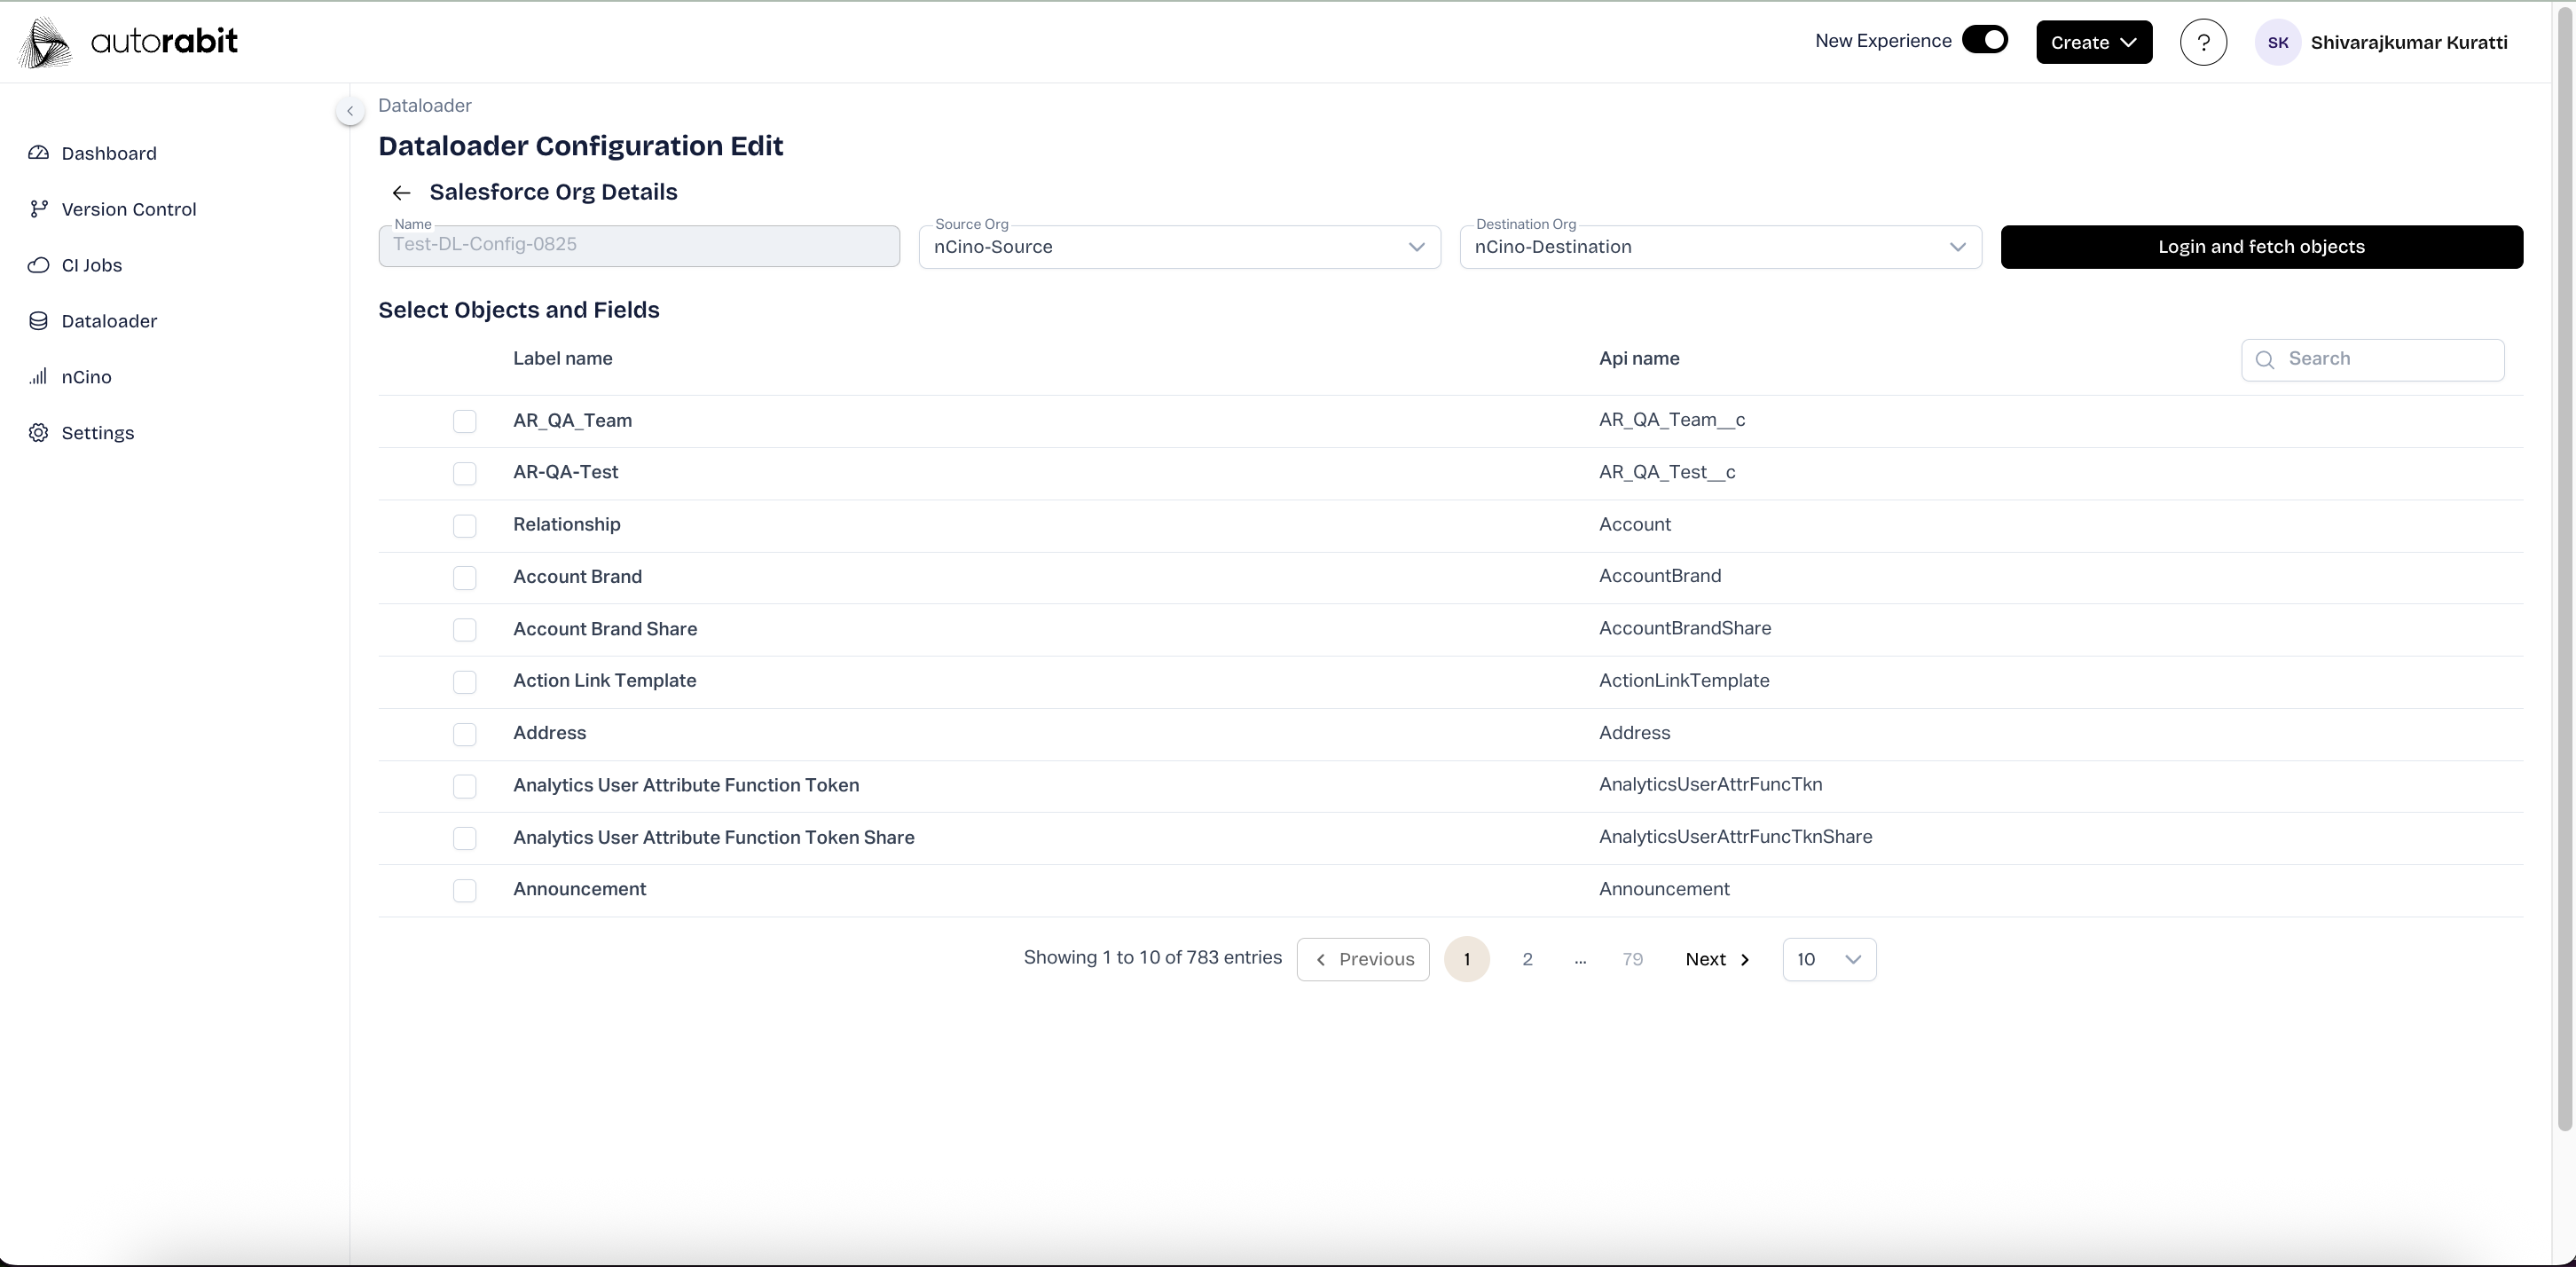 autorabit
New Experience
Create
?
SK
Shivarajkumar Kuratti
Dashboard
Version Control
CI Jobs
Dataloader
nCino
Settings
Dataloader
Dataloader Configuration Edit
Salesforce Org Details
Name
Test-DL-Config-0825
Source Org
nCino-Source
Destination Org
nCino-Destination
Login and fetch objects
Select Objects and Fields
Label name Api name Search
AR_QA_Team AR_QA_Team__c
AR-QA-Test AR_QA_Test__c
Relationship Account
Account Brand AccountBrand
Account Brand Share AccountBrandShare
Action Link Template ActionLinkTemplate
Address Address
Analytics User Attribute Function Token AnalyticsUserAttrFuncTkn
Analytics User Attribute Function Token Share AnalyticsUserAttrFuncTknShare
Announcement Announcement
Showing 1 to 10 of 783 entries Previous 1 2 ... 79 Next 10